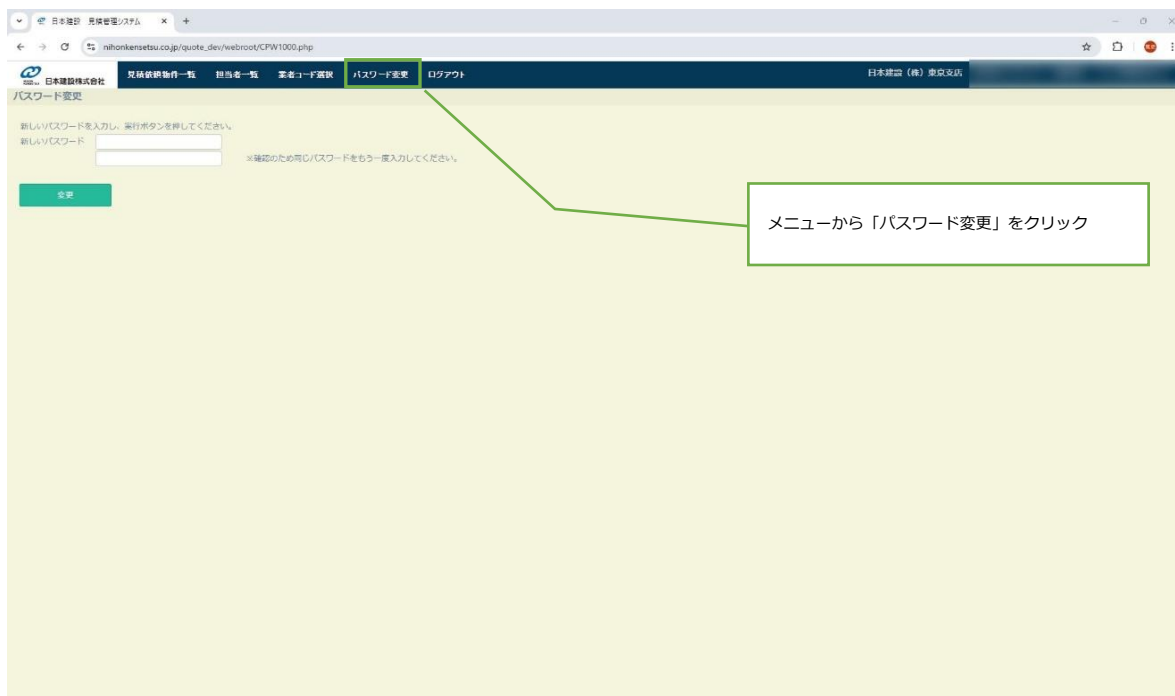 日本建設 見積管理システム
nihonkensetsu.co.jp/quote_dev/webroot/CPW1000.php
日本建設株式会社 見積依頼物件一覧 担当者一覧 業者コード選択 パスワード変更 ログアウト 日本建設（株）東京支店
パスワード変更
新しいパスワードを入力し、実行ボタンを押してください。
新しいパスワード
※確認のため同じパスワードをもう一度入力してください。
変更
メニューから「パスワード変更」をクリック